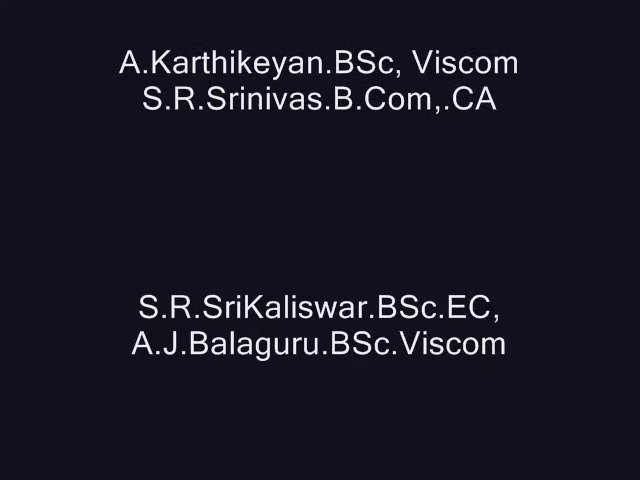 A.Karthikeyan.BSc, Viscom
S.R.Srinivas.B.Com,.CA
S.R.SriKaliswar.BSc.EC,
A.J.Balaguru.BSc.Viscom